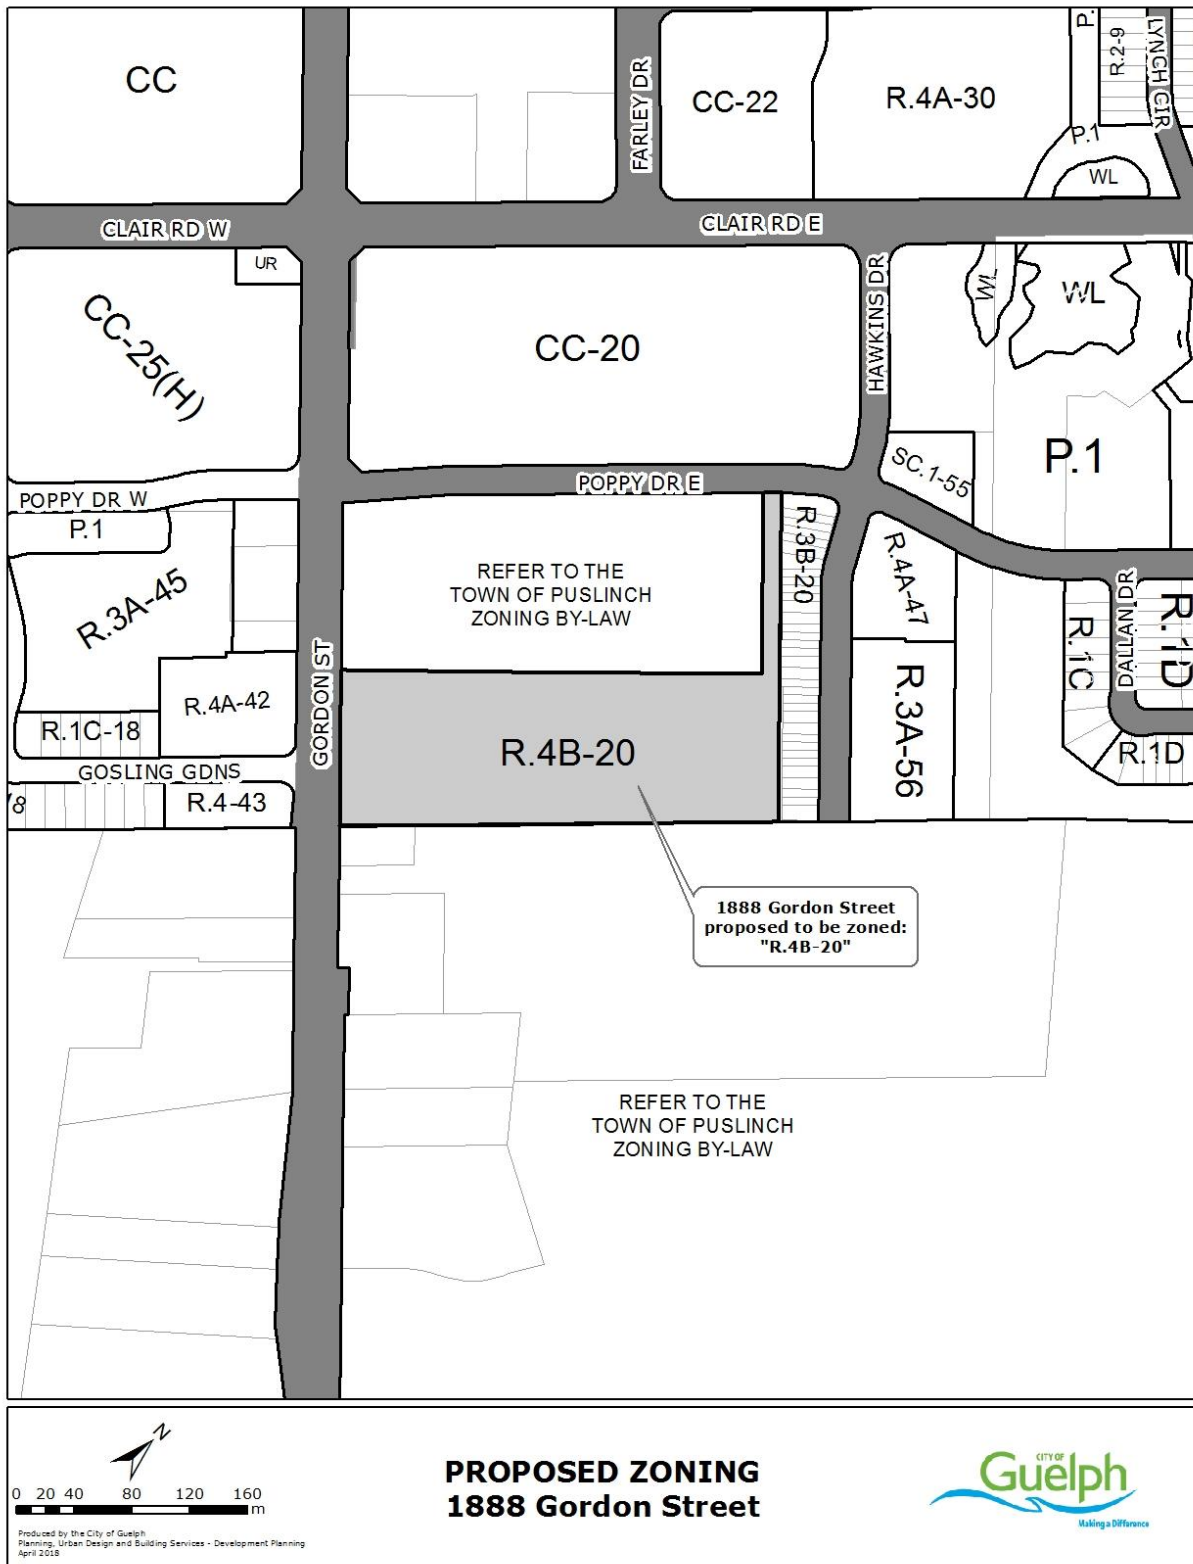 CC
FARLEY DR
CC-22
R.4A-30
P.
R.2-9
LYNCH CIR
P.1
WL
CLAIR RD W
CLAIR RD E
UR
CC-25(H)
CC-20
HAWKINS DR
WL
WL
SC.1-55
P.1
POPPY DR W
POPPY DR E
P.1
R.3A-45
REFER TO THE
TOWN OF PUSLINCH
ZONING BY-LAW
R.3B-20
R.4A-47
R.1C
DALLAN DR
R.1D
R.4A-42
GORDON ST
R.3A-56
R.1C-18
R.4B-20
R.1D
GOSLING GDNS
R.4-43
1888 Gordon Street
proposed to be zoned:
"R.4B-20"
REFER TO THE
TOWN OF PUSLINCH
ZONING BY-LAW
N
0 20 40 80 120 160
m
Produced by the City of Guelph
Planning, Urban Design and Building Services - Development Planning
April 2018
PROPOSED ZONING
1888 Gordon Street
CITY OF
Guelph
Making a Difference